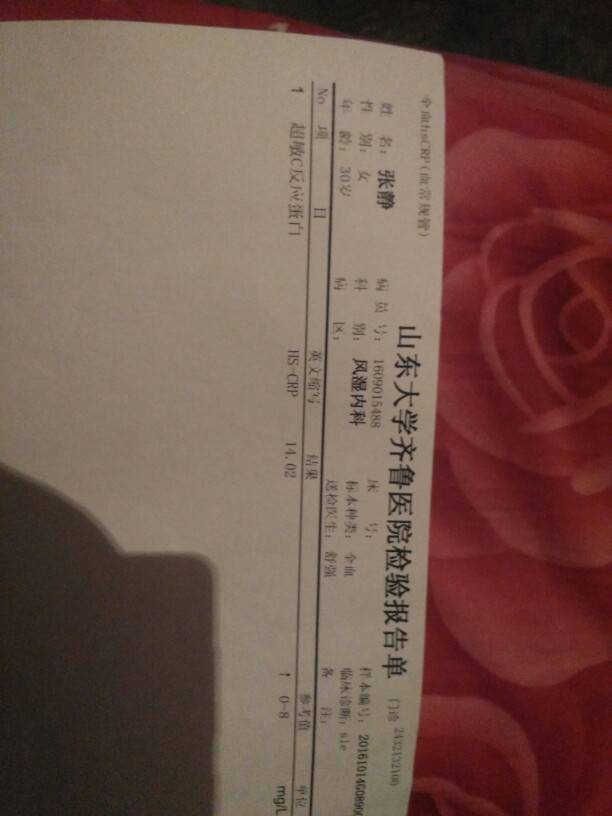 全血hsCRP(血常规管)
山东大学齐鲁医院检验报告单
门诊 2432132100
姓 名: 张静 病 员 号: 1609015488 床 号: 样本编号: 20161014G08900
性 别: 女 科 别: 风湿内科 标本种类: 全血 临床诊断: sle
年 龄: 30岁 病 区: 送检医生: 舒强 备 注:
No 项 目 英文缩写 结果 参考值 单位
1 超敏C反应蛋白 HS-CRP 14.02 ↑ 0-8 mg/L